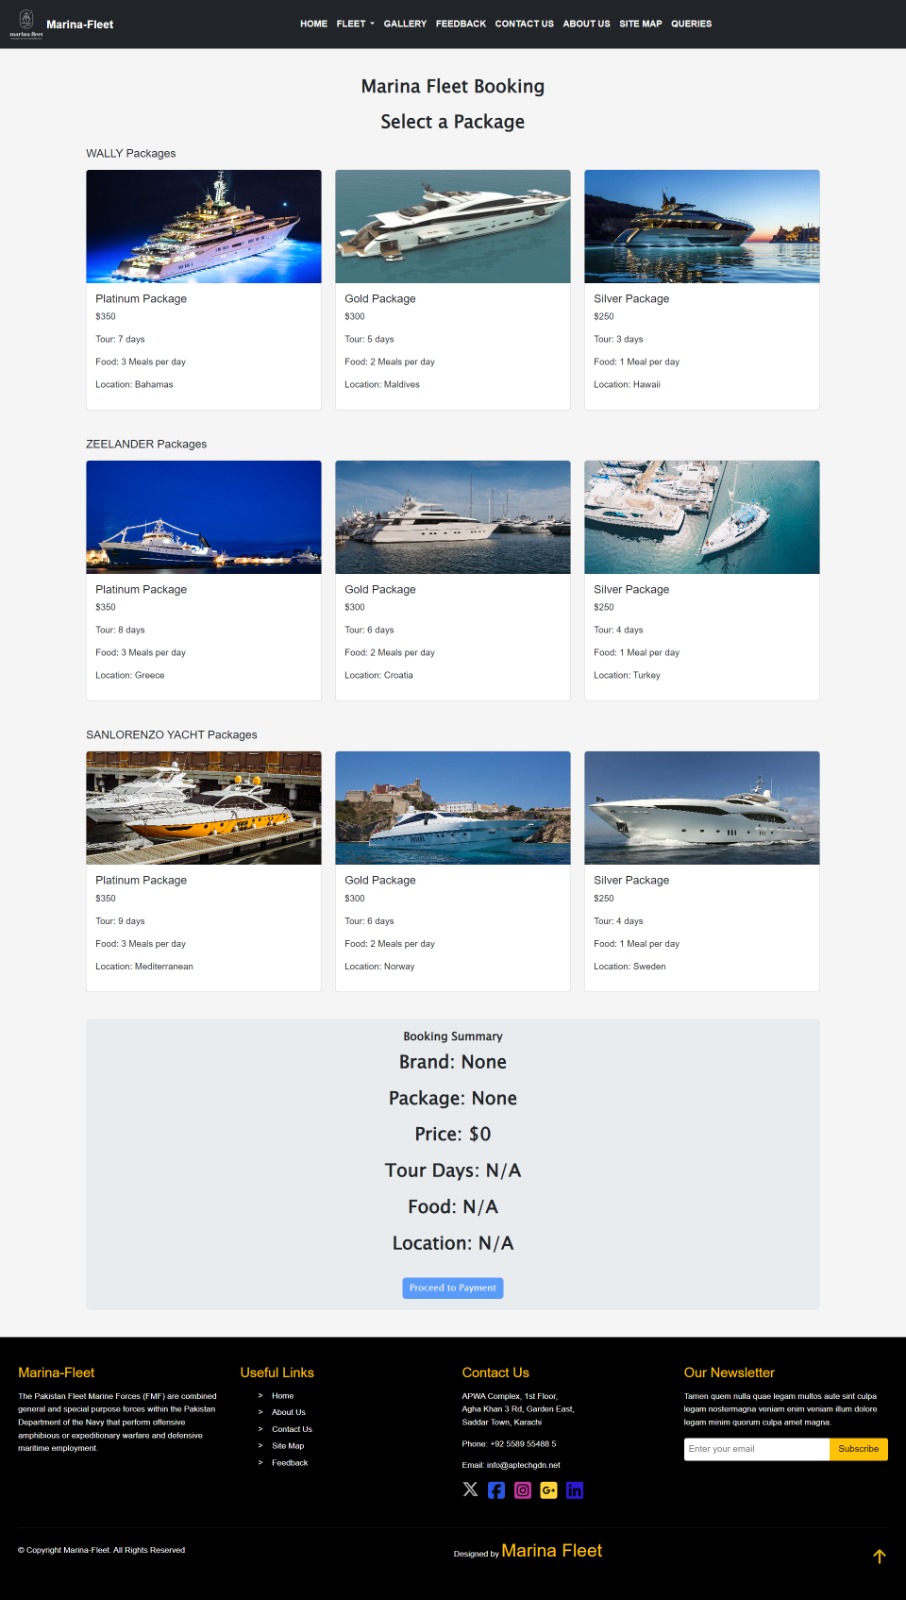 marina fleet
Marina-Fleet
HOME FLEET GALLERY FEEDBACK CONTACT US ABOUT US SITE MAP QUERIES
Marina Fleet Booking
Select a Package
WALLY Packages
Platinum Package
$350
Tour: 7 days
Food: 3 Meals per day
Location: Bahamas
Gold Package
$300
Tour: 5 days
Food: 2 Meals per day
Location: Maldives
Silver Package
$250
Tour: 3 days
Food: 1 Meal per day
Location: Hawaii
ZEELANDER Packages
Platinum Package
$350
Tour: 8 days
Food: 3 Meals per day
Location: Greece
Gold Package
$300
Tour: 6 days
Food: 2 Meals per day
Location: Croatia
Silver Package
$250
Tour: 4 days
Food: 1 Meal per day
Location: Turkey
SANLORENZO YACHT Packages
Platinum Package
$350
Tour: 9 days
Food: 3 Meals per day
Location: Mediterranean
Gold Package
$300
Tour: 6 days
Food: 2 Meals per day
Location: Norway
Silver Package
$250
Tour: 4 days
Food: 1 Meal per day
Location: Sweden
Booking Summary
Brand: None
Package: None
Price: $0
Tour Days: N/A
Food: N/A
Location: N/A
Proceed to Payment
Marina-Fleet
The Pakistan Fleet Marine Forces (FMF) are combined
general and special purpose forces within the Pakistan
Department of the Navy that perform offensive
amphibious or expeditionary warfare and defensive
maritime employment.
Useful Links
> Home
> About Us
> Contact Us
> Site Map
> Feedback
Contact Us
APWA Complex, 1st Floor,
Agha Khan 3 Rd, Garden East,
Saddar Town, Karachi
Phone: +92 5589 55488 5
Email: info@aptechgdn.net
Our Newsletter
Tamen quem nulla quae legam multos aute sint culpa
legam nostermagna veniam enim veniam illum dolore
legam minim quorum culpa amet magna.
Enter your email
Subscribe
© Copyright Marina-Fleet. All Rights Reserved
Designed by Marina Fleet